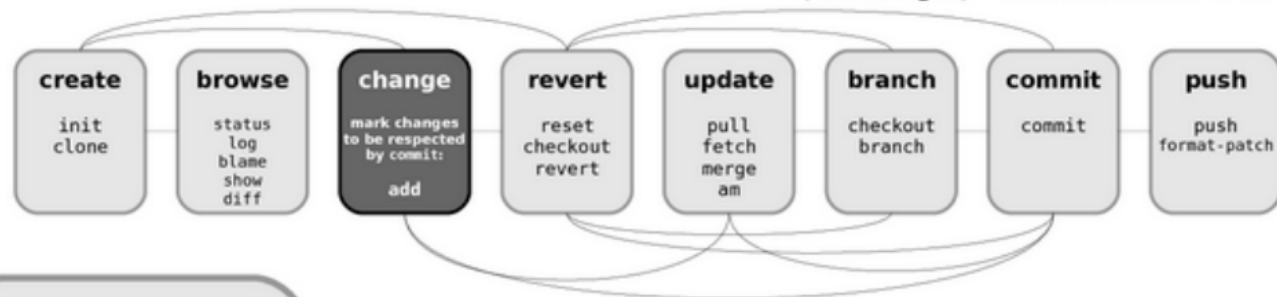 create
init
clone
browse
status
log
blame
show
diff
change
mark changes
to be respected
by commit:
add
revert
reset
checkout
revert
update
pull
fetch
merge
am
branch
checkout
branch
commit
commit
push
push
format-patch